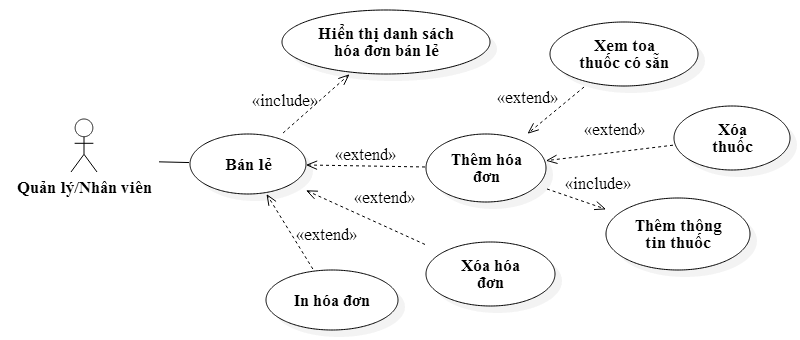 Hiển thị danh sách
hóa đơn bán lẻ
Xem toa
thuốc có sẵn
«include»
«extend»
«extend»
Xóa
thuốc
Bán lẻ
«extend»
Thêm hóa
đơn
Quản lý/Nhân viên
«extend»
«include»
Thêm thộng
tin thuốc
«extend»
Xóa hóa
đơn
In hóa đơn